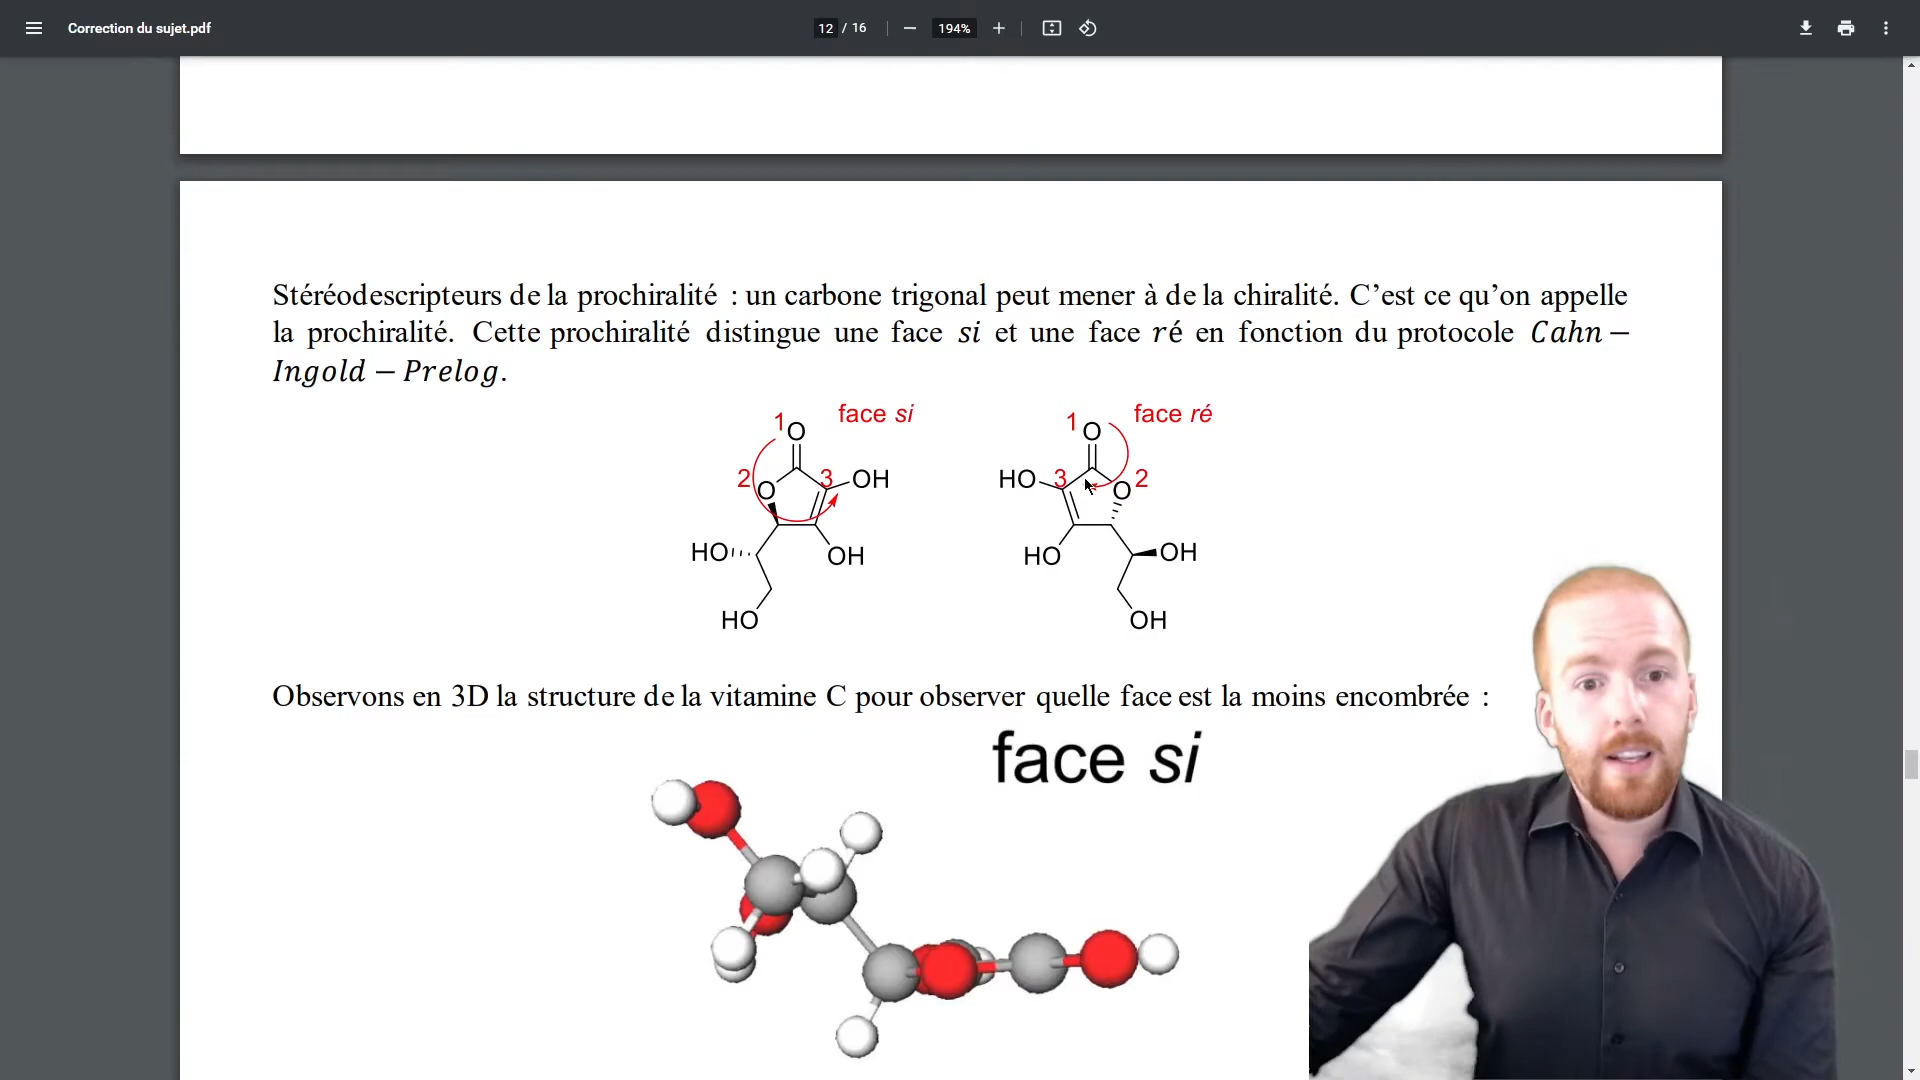 Correction du sujet.pdf
12 / 16
194%
Stéréodescripteurs de la prochiralité : un carbone trigonal peut mener à de la chiralité. C’est ce qu’on appelle
la prochiralité. Cette prochiralité distingue une face si et une face ré en fonction du protocole Cahn –
Ingold – Prelog.
1 O face si 1 O face ré
2 O 3 OH HO 3 O 2
HO OH HO OH
HO OH
Observons en 3D la structure de la vitamine C pour observer quelle face est la moins encombrée :
face si